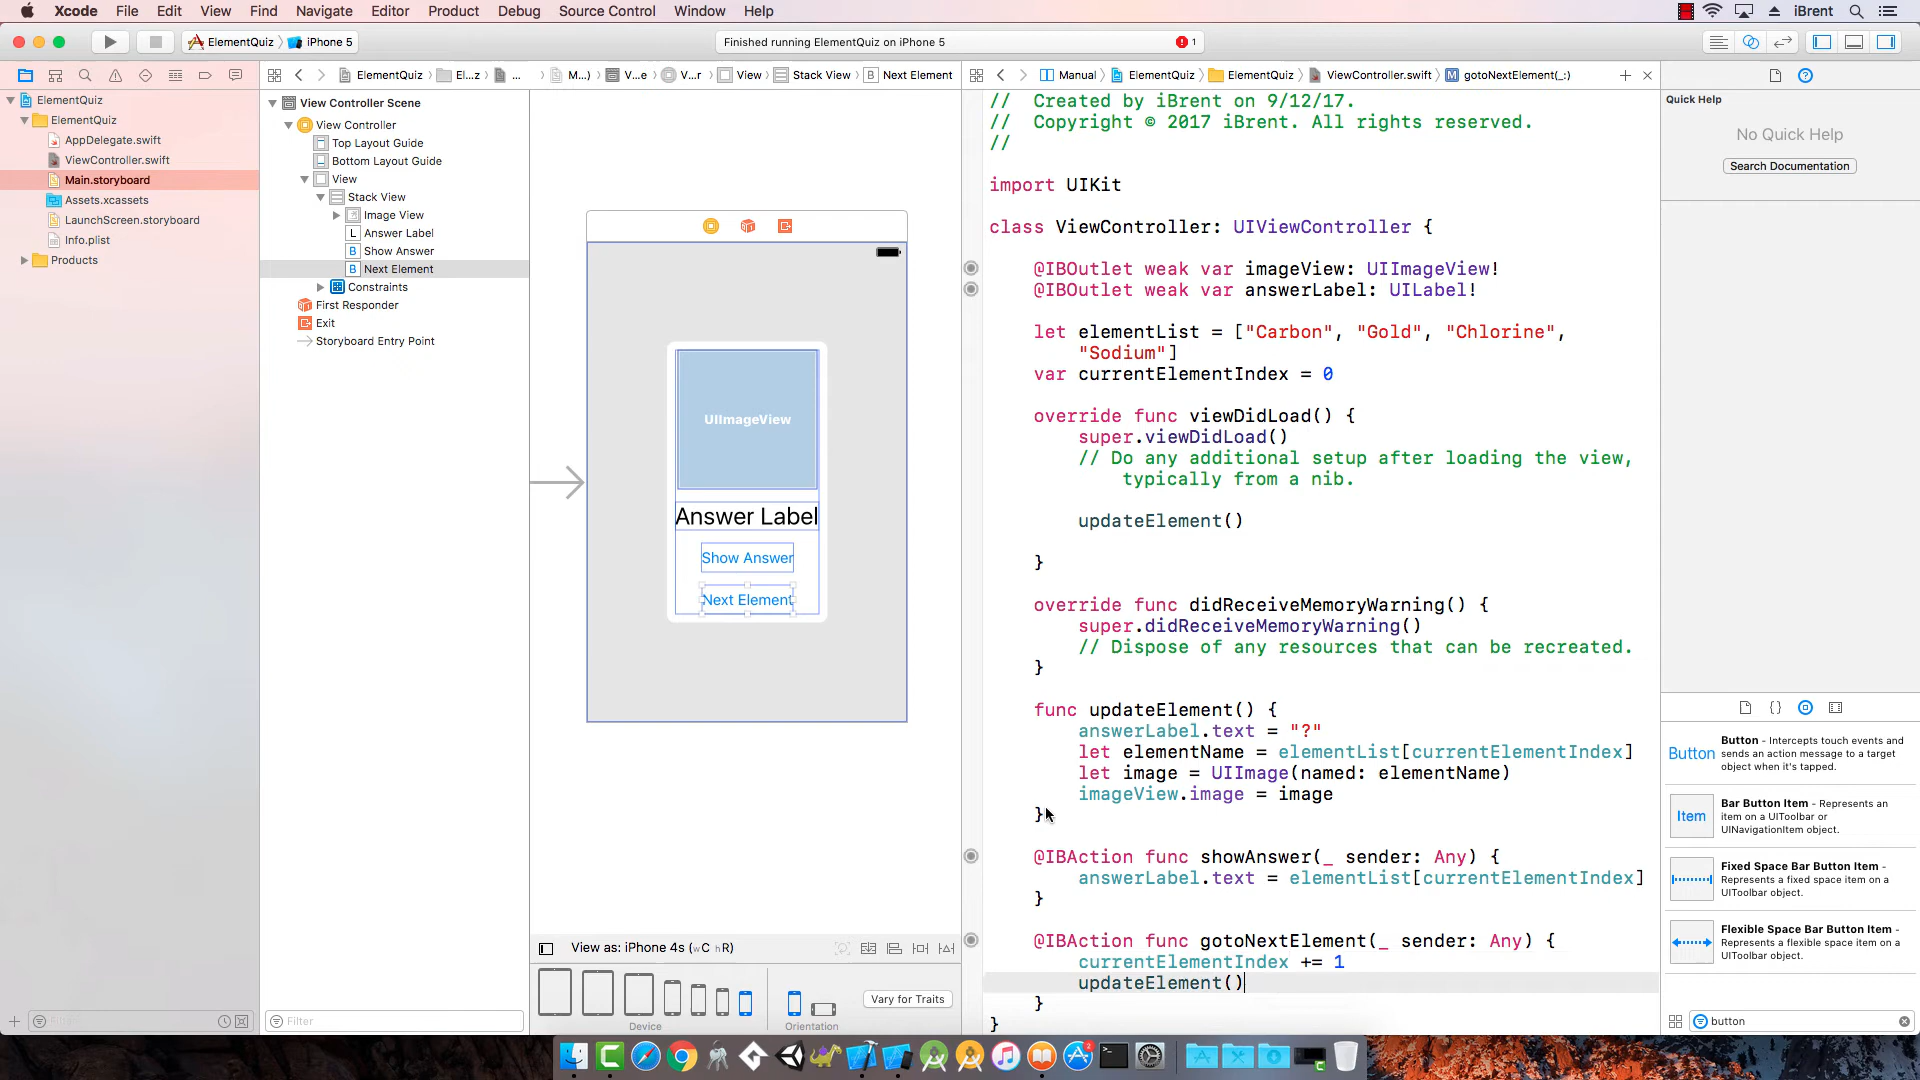 Xcode File Edit View Find Navigate Editor Product Debug Source Control Window Help iBrent
ElementQuiz iPhone 5 Finished running ElementQuiz on iPhone 5 1
ElementQuiz El...z ... M...) V...e V...r View Stack View B Next Element
Manual ElementQuiz ElementQuiz ViewController.swift M gotoNextElement(_:)
ElementQuiz
ElementQuiz
AppDelegate.swift
ViewController.swift
Main.storyboard
Assets.xcassets
LaunchScreen.storyboard
Info.plist
Products
Filter
View Controller Scene
View Controller
Top Layout Guide
Bottom Layout Guide
View
Stack View
Image View
L Answer Label
B Show Answer
B Next Element
Constraints
First Responder
Exit
Storyboard Entry Point
Filter
UIImageView
Answer Label
Show Answer
Next Element
View as: iPhone 4s (wC hR)
Device
Orientation
Vary for Traits
// Created by iBrent on 9/12/17.
// Copyright © 2017 iBrent. All rights reserved.
//
import UIKit
class ViewController: UIViewController {
@IBOutlet weak var imageView: UIImageView!
@IBOutlet weak var answerLabel: UILabel!
let elementList = ["Carbon", "Gold", "Chlorine",
"Sodium"]
var currentElementIndex = 0
override func viewDidLoad() {
super.viewDidLoad()
// Do any additional setup after loading the view,
typically from a nib.
updateElement()
}
override func didReceiveMemoryWarning() {
super.didReceiveMemoryWarning()
// Dispose of any resources that can be recreated.
}
func updateElement() {
answerLabel.text = "?"
let elementName = elementList[currentElementIndex]
let image = UIImage(named: elementName)
imageView.image = image
}
@IBAction func showAnswer(_ sender: Any) {
answerLabel.text = elementList[currentElementIndex]
}
@IBAction func gotoNextElement(_ sender: Any) {
currentElementIndex += 1
updateElement()
}
}
Quick Help
No Quick Help
Search Documentation
{ }
Button Button - Intercepts touch events and
sends an action message to a target
object when it's tapped.
Item Bar Button Item - Represents an
item on a UIToolbar or
UINavigationItem object.
Fixed Space Bar Button Item -
Represents a fixed space item on a
UIToolbar object.
Flexible Space Bar Button Item -
Represents a flexible space item on a
UIToolbar object.
button
2